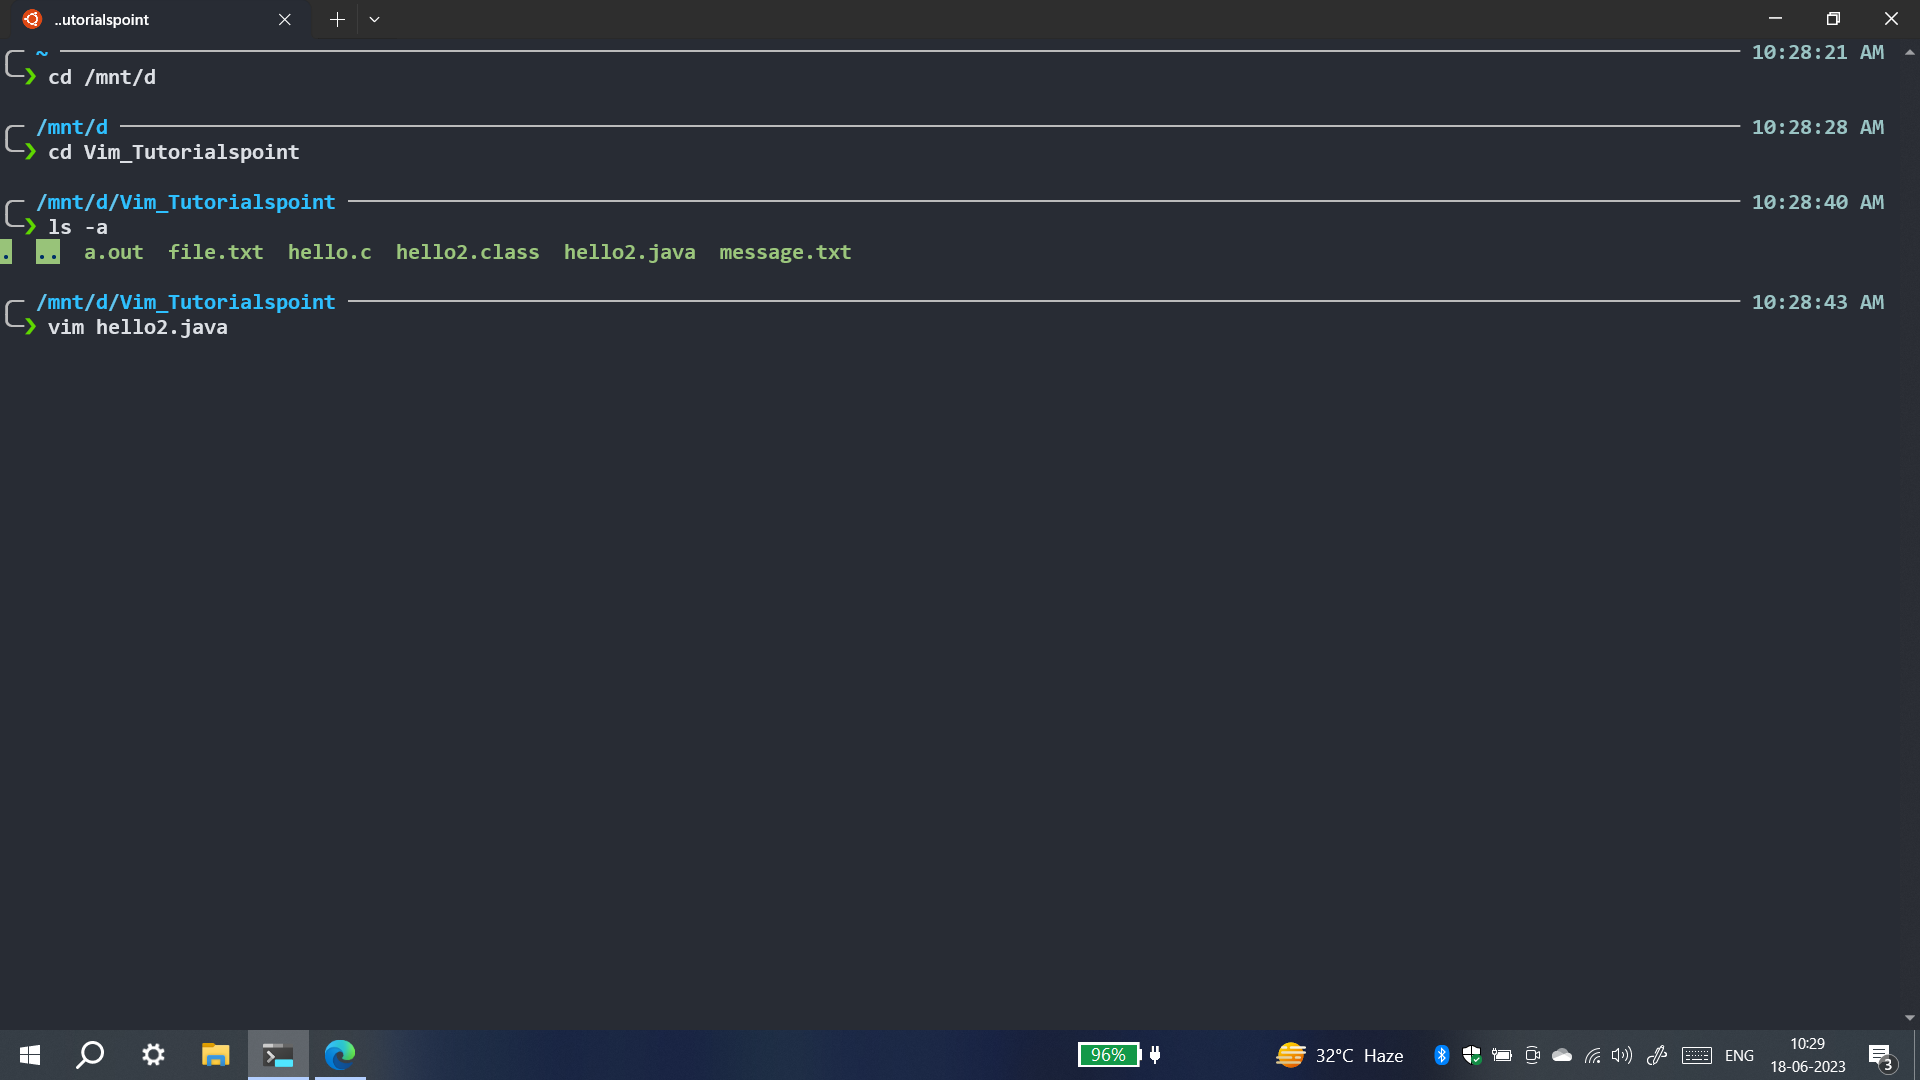 ..utorialspoint
~ 10:28:21 AM
❯ cd /mnt/d
/mnt/d 10:28:28 AM
❯ cd Vim_Tutorialspoint
/mnt/d/Vim_Tutorialspoint 10:28:40 AM
❯ ls -a
. .. a.out file.txt hello.c hello2.class hello2.java message.txt
/mnt/d/Vim_Tutorialspoint 10:28:43 AM
❯ vim hello2.java
96% 32°C Haze ENG 10:29
18-06-2023 3